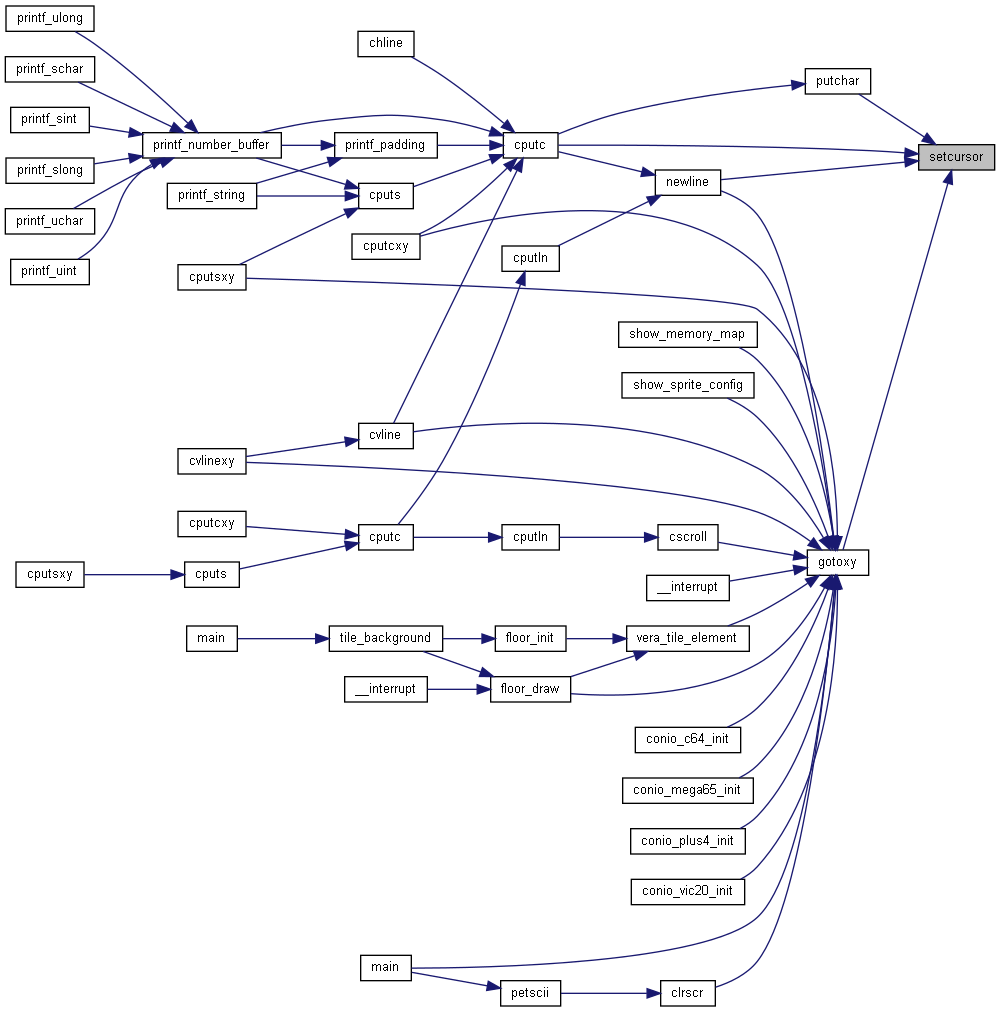 printf_ulong
chline
printf_schar
putchar
printf_sint
printf_number_buffer
printf_padding
cputc
setcursor
printf_slong
newline
printf_string
cputs
printf_uchar
cputcxy
cputln
printf_uint
cputsxy
show_memory_map
show_sprite_config
cvline
cvlinexy
cputcxy
cputc
cputln
cscroll
gotoxy
cputsxy
cputs
__interrupt
main
tile_background
floor_init
vera_tile_element
__interrupt
floor_draw
conio_c64_init
conio_mega65_init
conio_plus4_init
conio_vic20_init
main
petscii
clrscr